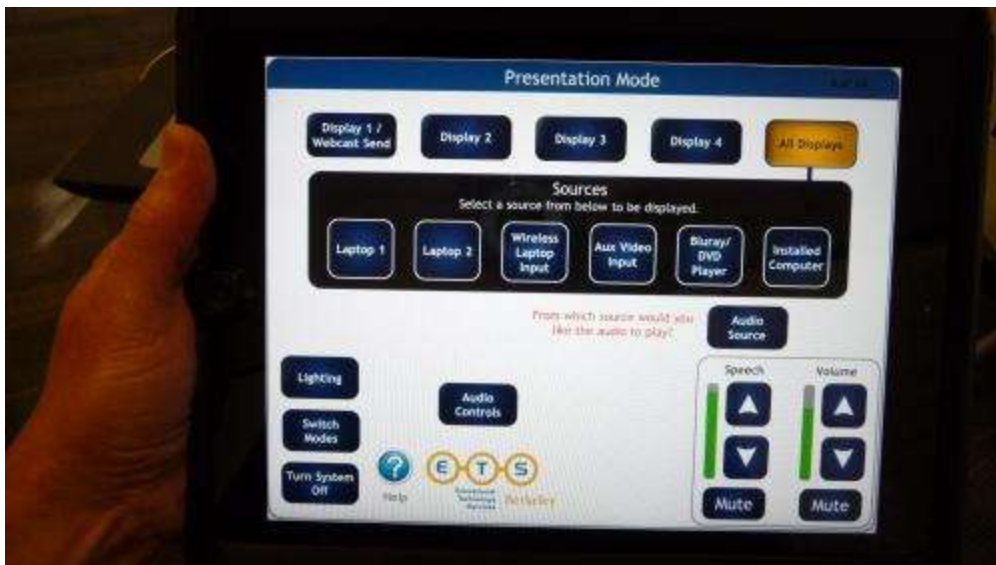 Presentation Mode
Display 1 /
Webcast Send
Display 2
Display 3
Display 4
All Displays
Sources
Select a source from below to be displayed.
Laptop 1
Laptop 2
Wireless
Laptop
Input
Aux Video
Input
Bluray/
DVD
Player
Installed
Computer
From which source would you
like the audio to play?
Audio
Source
Lighting
Switch
Modes
Turn System
Off
Audio
Controls
Help
E T S
Educational
Technology
Services
Berkeley
Speech
Volume
Mute
Mute